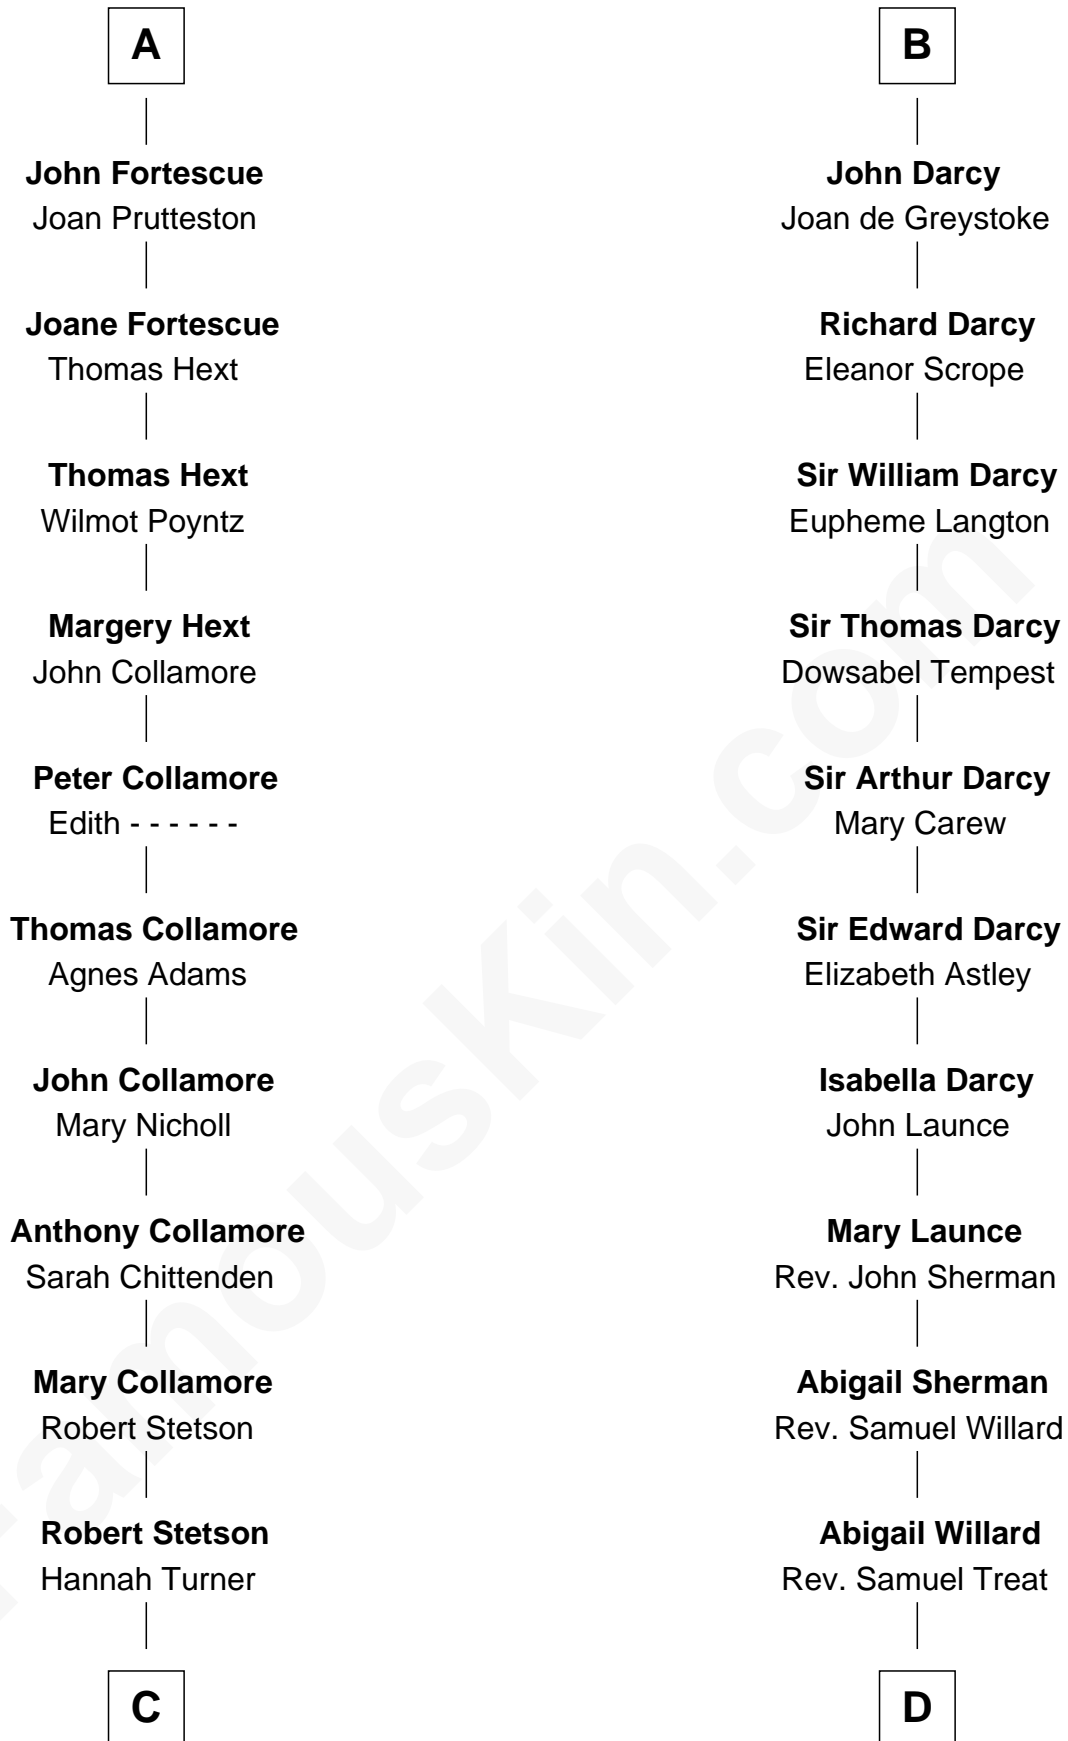 A
John Fortescue
Joan Prutteston
Joane Fortescue
Thomas Hext
Thomas Hext
Wilmot Poyntz
Margery Hext
John Collamore
Peter Collamore
Edith - - - - - -
Thomas Collamore
Agnes Adams
John Collamore
Mary Nicholl
Anthony Collamore
Sarah Chittenden
Mary Collamore
Robert Stetson
Robert Stetson
Hannah Turner
C
B
John Darcy
Joan de Greystoke
Richard Darcy
Eleanor Scrope
Sir William Darcy
Eupheme Langton
Sir Thomas Darcy
Dowsabel Tempest
Sir Arthur Darcy
Mary Carew
Sir Edward Darcy
Elizabeth Astley
Isabella Darcy
John Launce
Mary Launce
Rev. John Sherman
Abigail Sherman
Rev. Samuel Willard
Abigail Willard
Rev. Samuel Treat
D
FamousKin.com